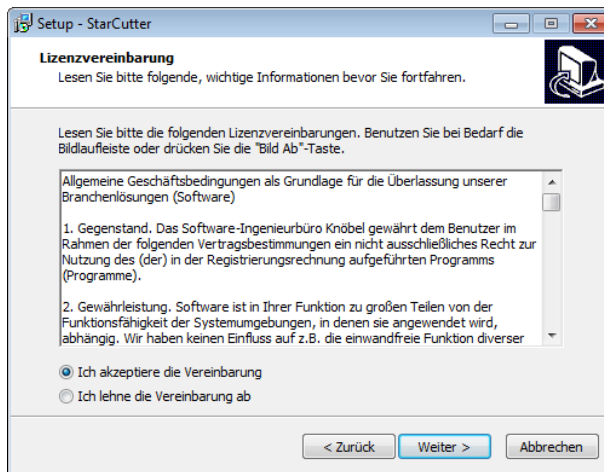 Setup - StarCutter
Lizenzvereinbarung
Lesen Sie bitte folgende, wichtige Informationen bevor Sie fortfahren.
Lesen Sie bitte die folgenden Lizenzvereinbarungen. Benutzen Sie bei Bedarf die
Bildlaufleiste oder drücken Sie die "Bild Ab"-Taste.
Allgemeine Geschäftsbedingungen als Grundlage für die Überlassung unserer
Branchenlösungen (Software)
1. Gegenstand. Das Software-Ingenieurbüro Knöbel gewährt dem Benutzer im
Rahmen der folgenden Vertragsbestimmungen ein nicht ausschließliches Recht zur
Nutzung des (der) in der Registrierungsrechnung aufgeführten Programms
(Programme).
2. Gewährleistung. Software ist in Ihrer Funktion zu großen Teilen von der
Funktionsfähigkeit der Systemumgebungen, in denen sie angewendet wird,
abhängig. Wir haben keinen Einfluss auf z.B. die einwandfreie Funktion diverser
Ich akzeptiere die Vereinbarung
Ich lehne die Vereinbarung ab
< Zurück
Weiter >
Abbrechen